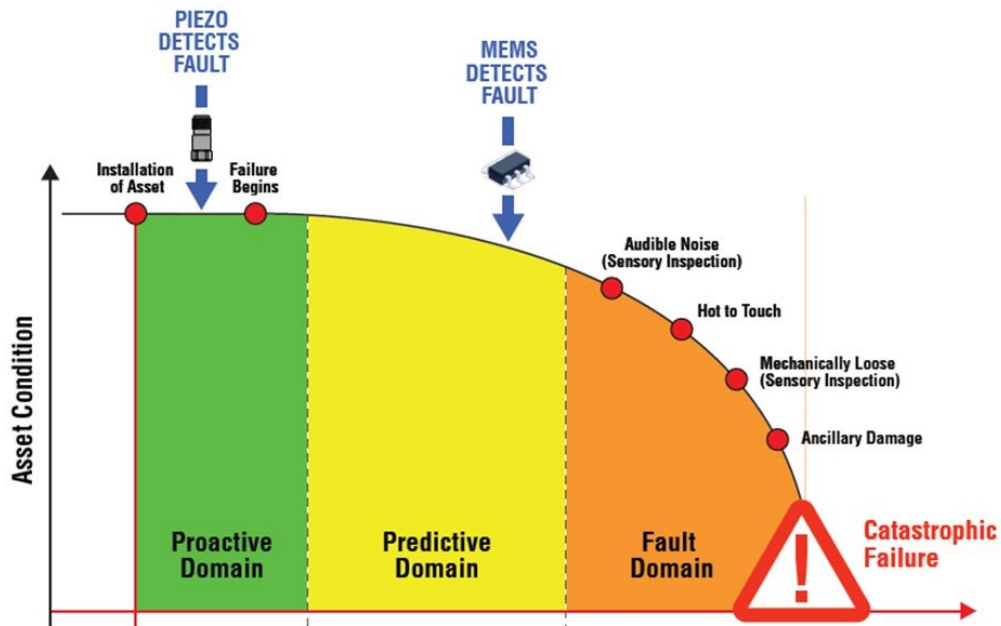 PIEZO
DETECTS
FAULT
MEMS
DETECTS
FAULT
Installation
of Asset
Failure
Begins
Audible Noise
(Sensory Inspection)
Hot to Touch
Mechanically Loose
(Sensory Inspection)
Ancillary Damage
Asset Condition
Proactive
Domain
Predictive
Domain
Fault
Domain
!
Catastrophic
Failure